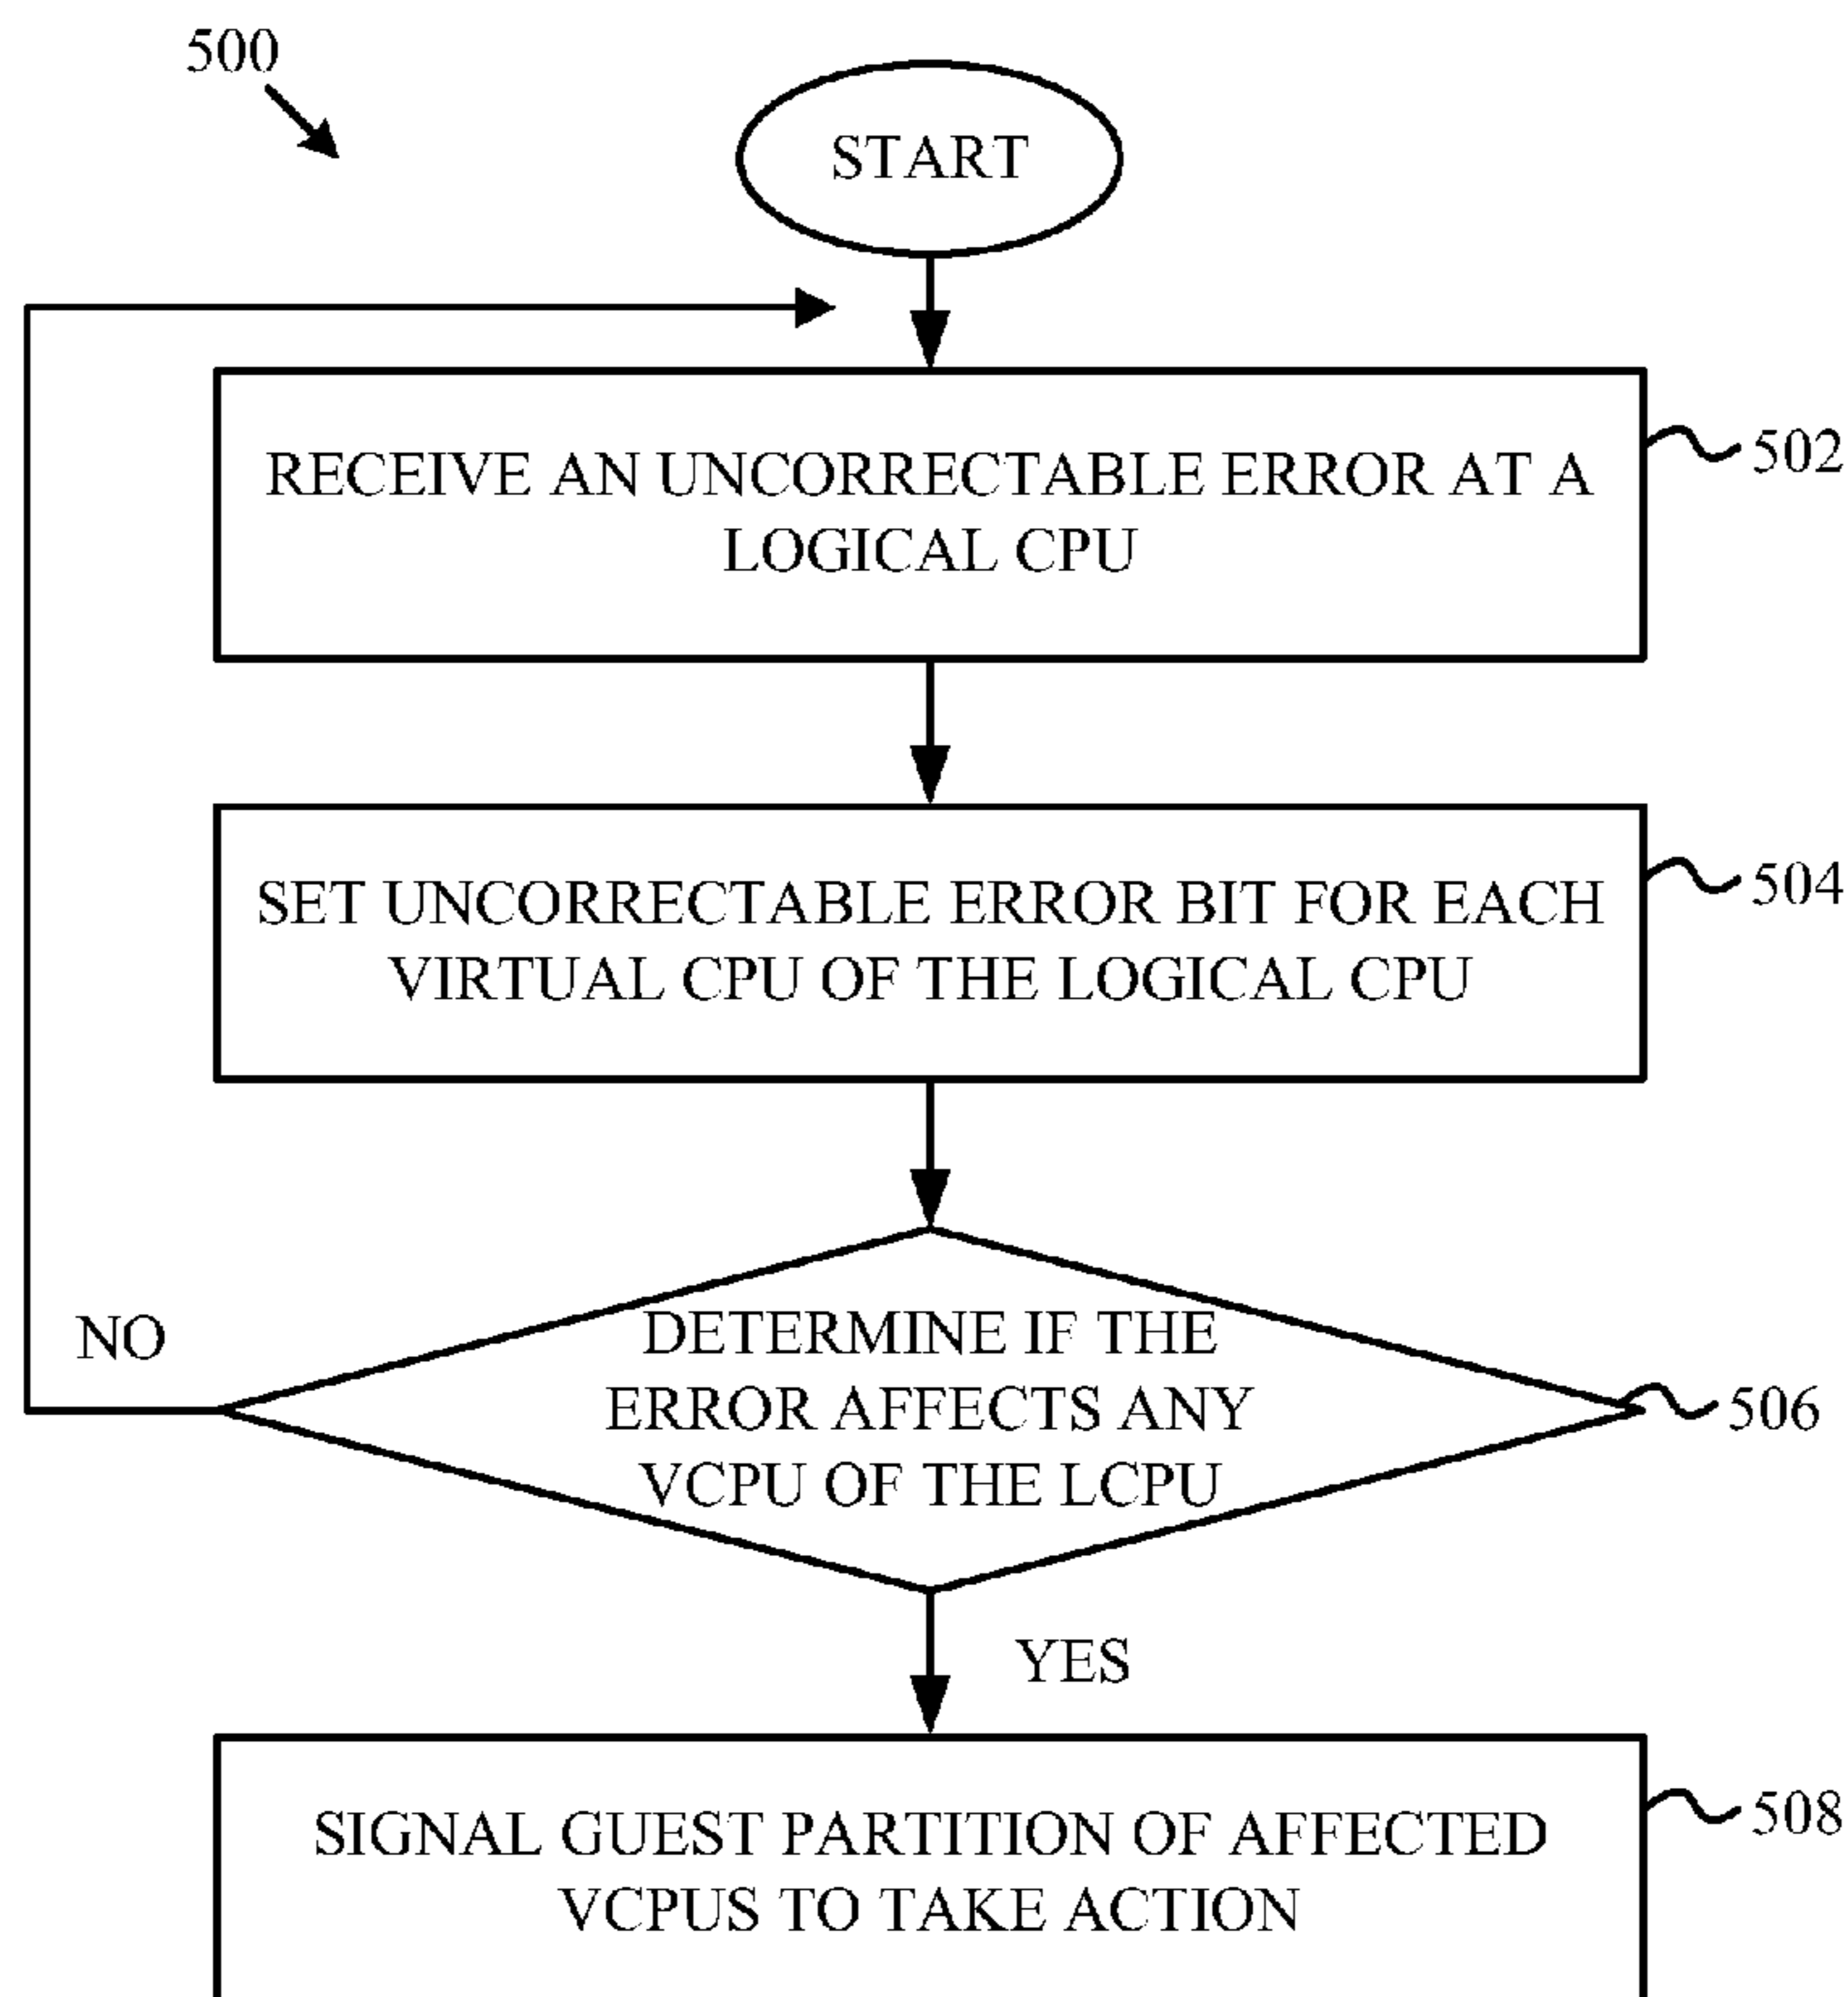 500
START
RECEIVE AN UNCORRECTABLE ERROR AT A
LOGICAL CPU
502
SET UNCORRECTABLE ERROR BIT FOR EACH
VIRTUAL CPU OF THE LOGICAL CPU
504
NO
DETERMINE IF THE
ERROR AFFECTS ANY
VCPU OF THE LCPU
506
YES
SIGNAL GUEST PARTITION OF AFFECTED
VCPUS TO TAKE ACTION
508